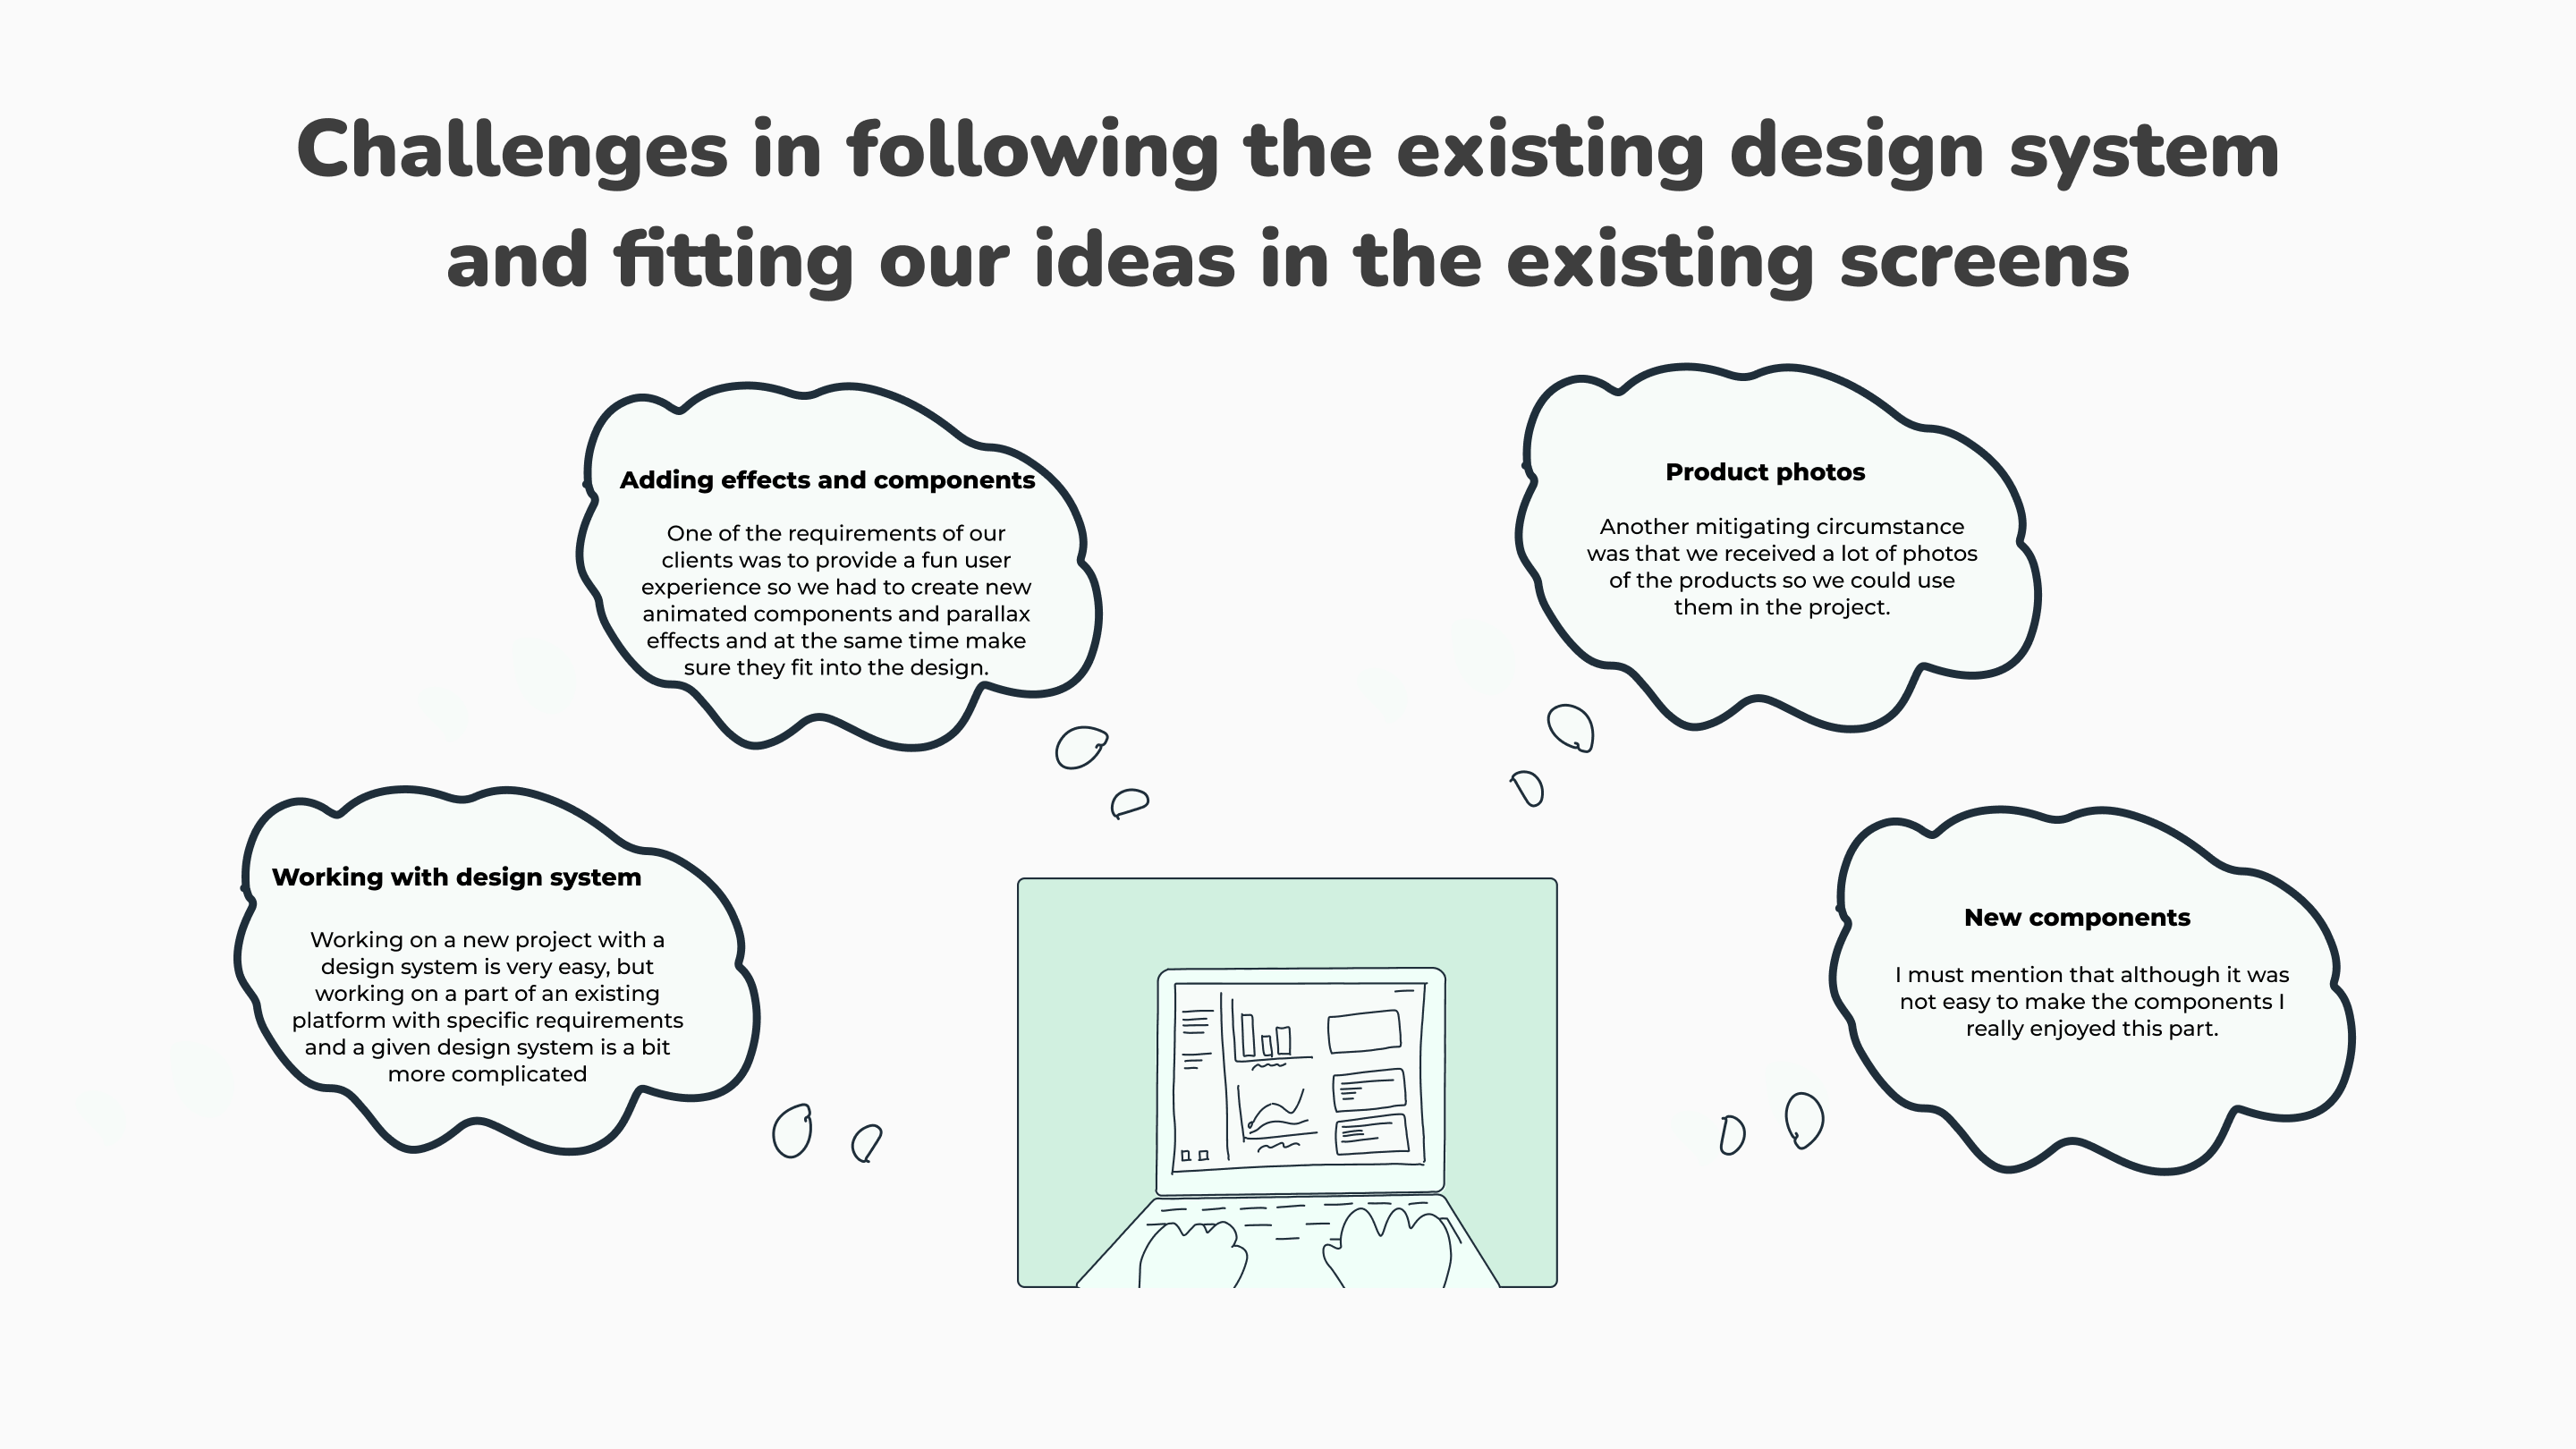 Challenges in following the existing design system
and fitting our ideas in the existing screens
Adding effects and components
One of the requirements of our
clients was to provide a fun user
experience so we had to create new
animated components and parallax
effects and at the same time make
sure they fit into the design.
Product photos
Another mitigating circumstance
was that we received a lot of photos
of the products so we could use
them in the project.
Working with design system
Working on a new project with a
design system is very easy, but
working on a part of an existing
platform with specific requirements
and a given design system is a bit
more complicated
New components
I must mention that although it was
not easy to make the components I
really enjoyed this part.